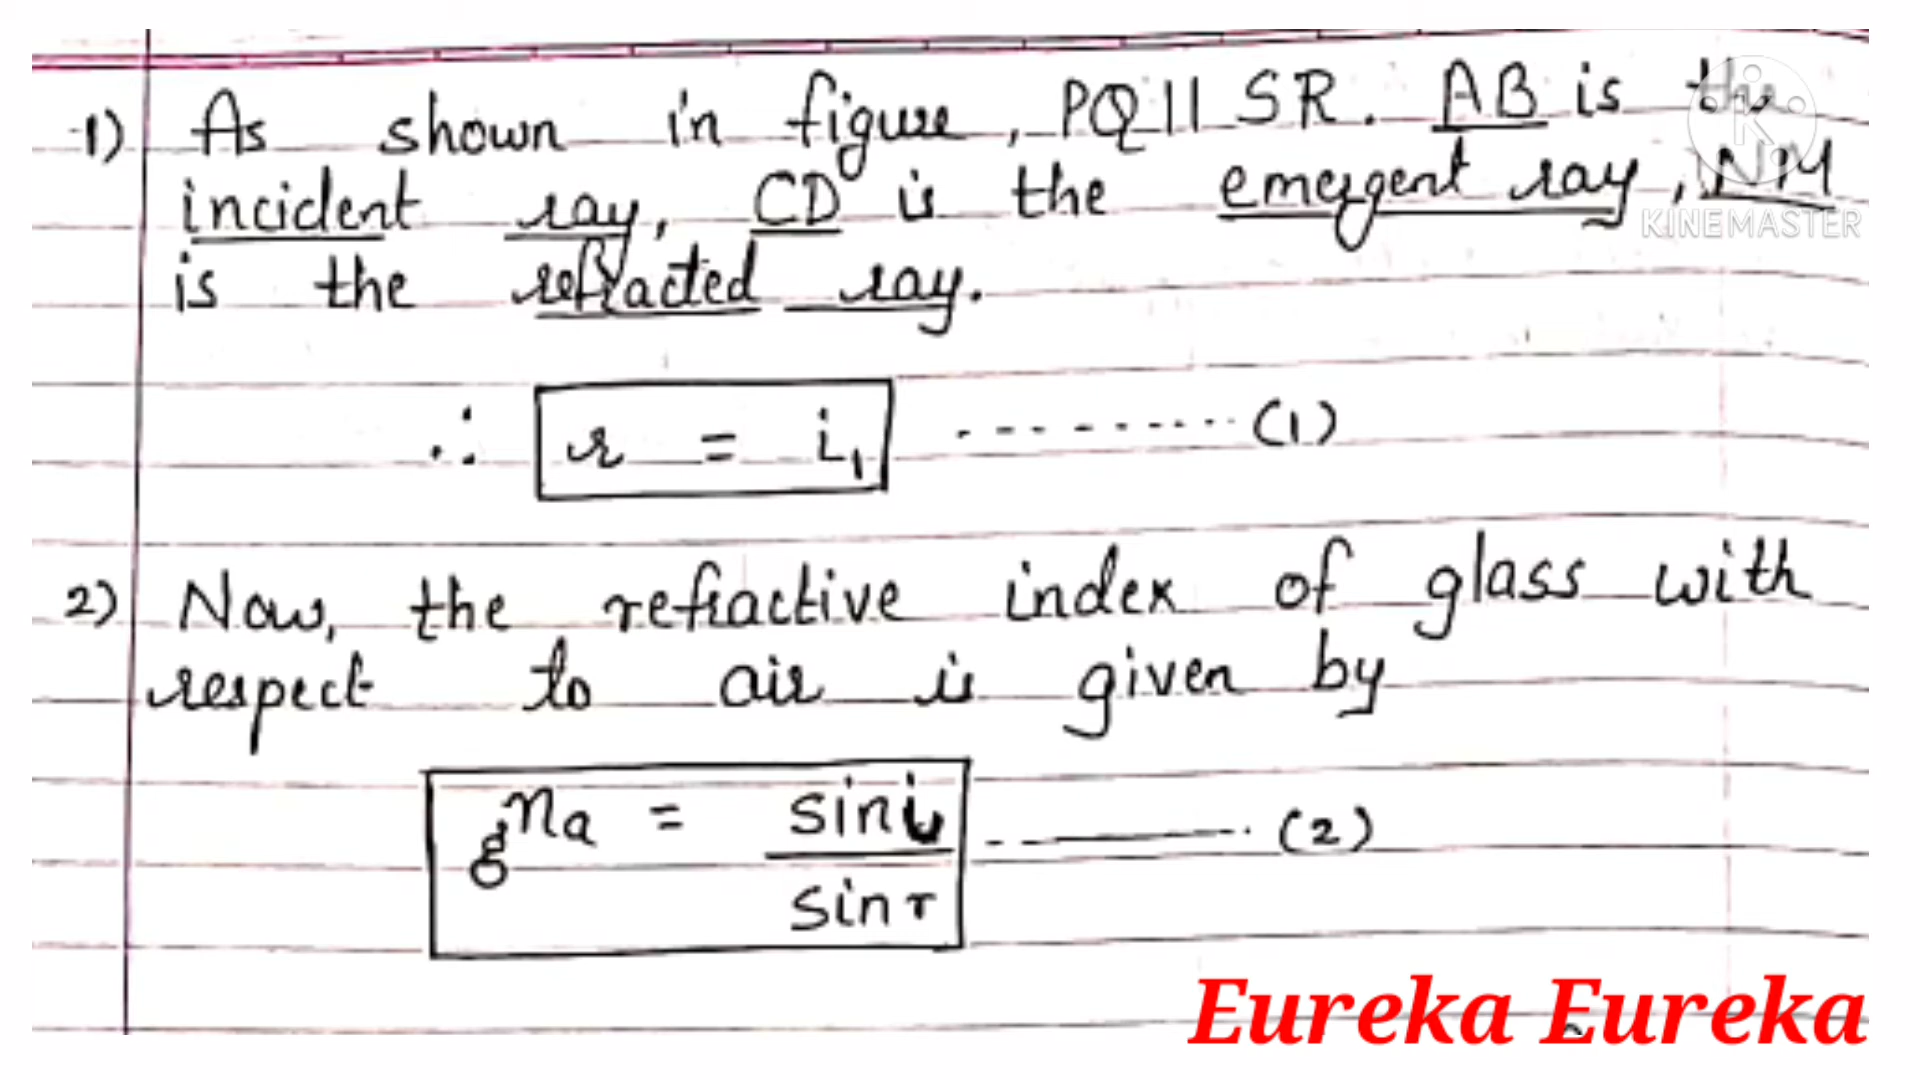 1) As shown in figure, PQ || SR. AB is the
incident ray, CD is the emergent ray, NM
KINEMASTER
is the refracted ray.
∴ r = i₁ ---------- (1)
2) Now, the refractive index of glass with
respect to air is given by
gna = sini
-------- (2)
sinr
Eureka Eureka